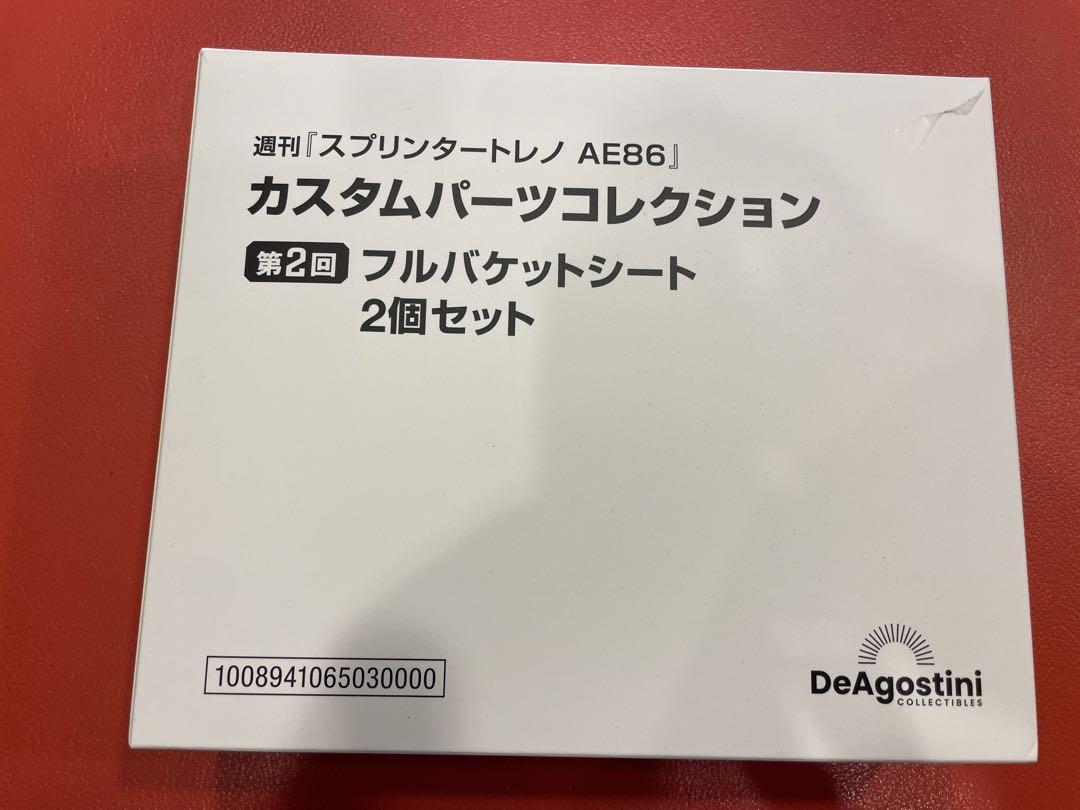 週刊『スプリンタートレノ AE86』
カスタムパーツコレクション
第2回 フルバケットシート
2個セット
1008941065030000
DeAgostini
COLLECTIBLES